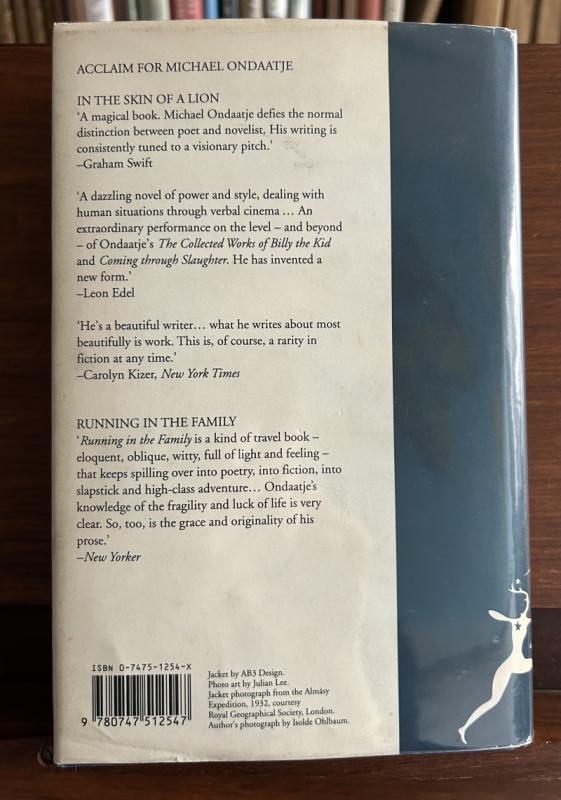 ACCLAIM FOR MICHAEL ONDAATJE
IN THE SKIN OF A LION
‘A magical book. Michael Ondaatje defies the normal
distinction between poet and novelist. His writing is
consistently tuned to a visionary pitch.’
–Graham Swift
‘A dazzling novel of power and style, dealing with
human situations through verbal cinema … An
extraordinary performance on the level – and beyond
– of Ondaatje’s The Collected Works of Billy the Kid
and Coming through Slaughter. He has invented a
new form.’
–Leon Edel
‘He’s a beautiful writer… what he writes about most
beautifully is work. This is, of course, a rarity in
fiction at any time.’
–Carolyn Kizer, New York Times
RUNNING IN THE FAMILY
‘Running in the Family is a kind of travel book –
eloquent, oblique, witty, full of light and feeling –
that keeps spilling over into poetry, into fiction, into
slapstick and high-class adventure… Ondaatje’s
knowledge of the fragility and luck of life is very
clear. So, too, is the grace and originality of his
prose.’
–New Yorker
ISBN 0-7475-1254-X
9 780747 512547
Jacket by AB3 Design.
Photo art by Julian Lee.
Jacket photograph from the Almásy
Expedition, 1932, courtesy
Royal Geographical Society, London.
Author’s photograph by Isolde Ohlbaum.